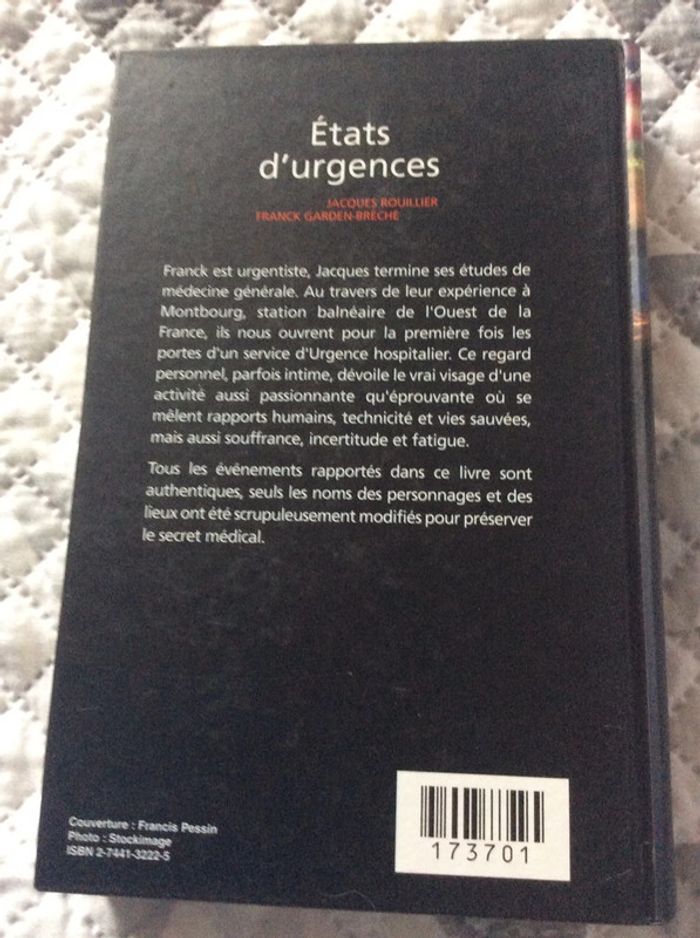 États
d'urgences
JACQUES ROUILLIER
FRANCK GARDEN-BRÈCHE
Franck est urgentiste, Jacques termine ses études de
médecine générale. Au travers de leur expérience à
Montbourg, station balnéaire de l'Ouest de la
France, ils nous ouvrent pour la première fois les
portes d'un service d'Urgence hospitalier. Ce regard
personnel, parfois intime, dévoile le vrai visage d'une
activité aussi passionnante qu'éprouvante où se
mêlent rapports humains, technicité et vies sauvées,
mais aussi souffrance, incertitude et fatigue.
Tous les événements rapportés dans ce livre sont
authentiques, seuls les noms des personnages et des
lieux ont été scrupuleusement modifiés pour préserver
le secret médical.
Couverture : Francis Pessin
Photo : Stockimage
ISBN 2-7441-3222-5
173701